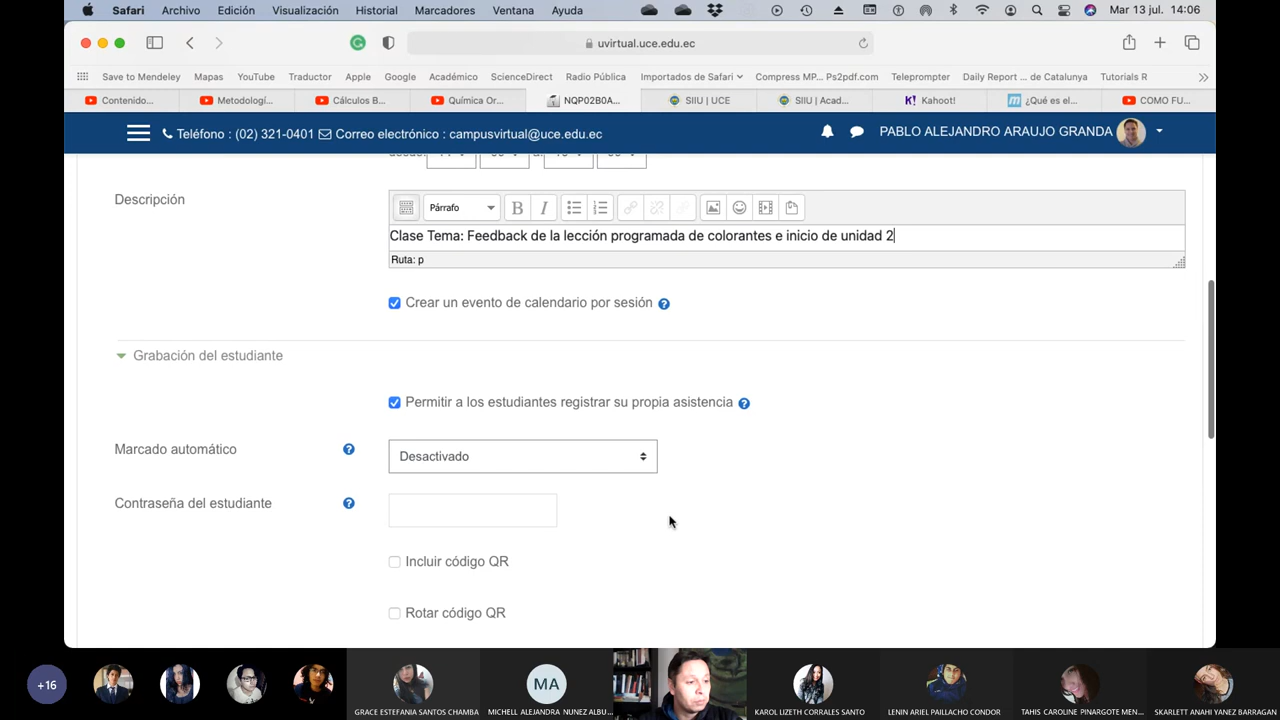 Safari Archivo Edición Visualización Historial Marcadores Ventana Ayuda Mar 13 jul. 14:06
uvirtual.uce.edu.ec
Save to Mendeley Mapas YouTube Traductor Apple Google Académico ScienceDirect Radio Pública Importados de Safari Compress MP... Ps2pdf.com Teleprompter Daily Report ... de Catalunya Tutorials R
Contenido... Metodologí... Cálculos B... Química Or... NQP02B0A... SIIU | UCE SIIU | Acad... Kahoot! ¿Qué es el... COMO FU...
Teléfono : (02) 321-0401 Correo electrónico : campusvirtual@uce.edu.ec PABLO ALEJANDRO ARAUJO GRANDA
Descripción
Párrafo B I
Clase Tema: Feedback de la lección programada de colorantes e inicio de unidad 2
Ruta: p
Crear un evento de calendario por sesión
Grabación del estudiante
Permitir a los estudiantes registrar su propia asistencia
Marcado automático
Desactivado
Contraseña del estudiante
Incluir código QR
Rotar código QR
+16 MA
GRACE ESTEFANIA SANTOS CHAMBA MICHELL ALEJANDRA NUNEZ ALBU... KAROL LIZETH CORRALES SANTO LENIN ARIEL PAILLACHO CONDOR TAHIS CAROLINE PINARGOTE MEN... SKARLETT ANAHI YANEZ BARRAGAN